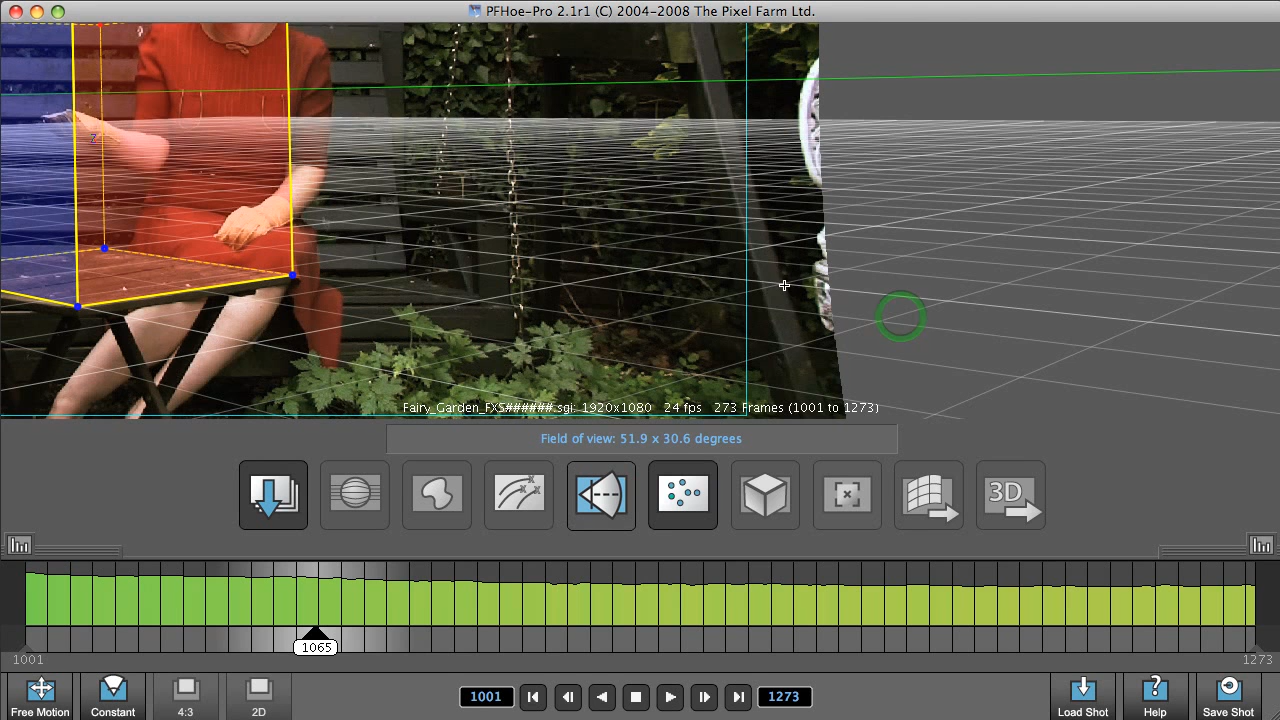 PFHoe-Pro 2.1r1 (C) 2004-2008 The Pixel Farm Ltd.
Z
Fairy_Garden_FXS######.sgi: 1920x1080 24 fps 273 Frames (1001 to 1273)
Field of view: 51.9 x 30.6 degrees
3D
1065
1001
1273
Free Motion
Constant
4:3
2D
1001
1273
Load Shot
Help
Save Shot